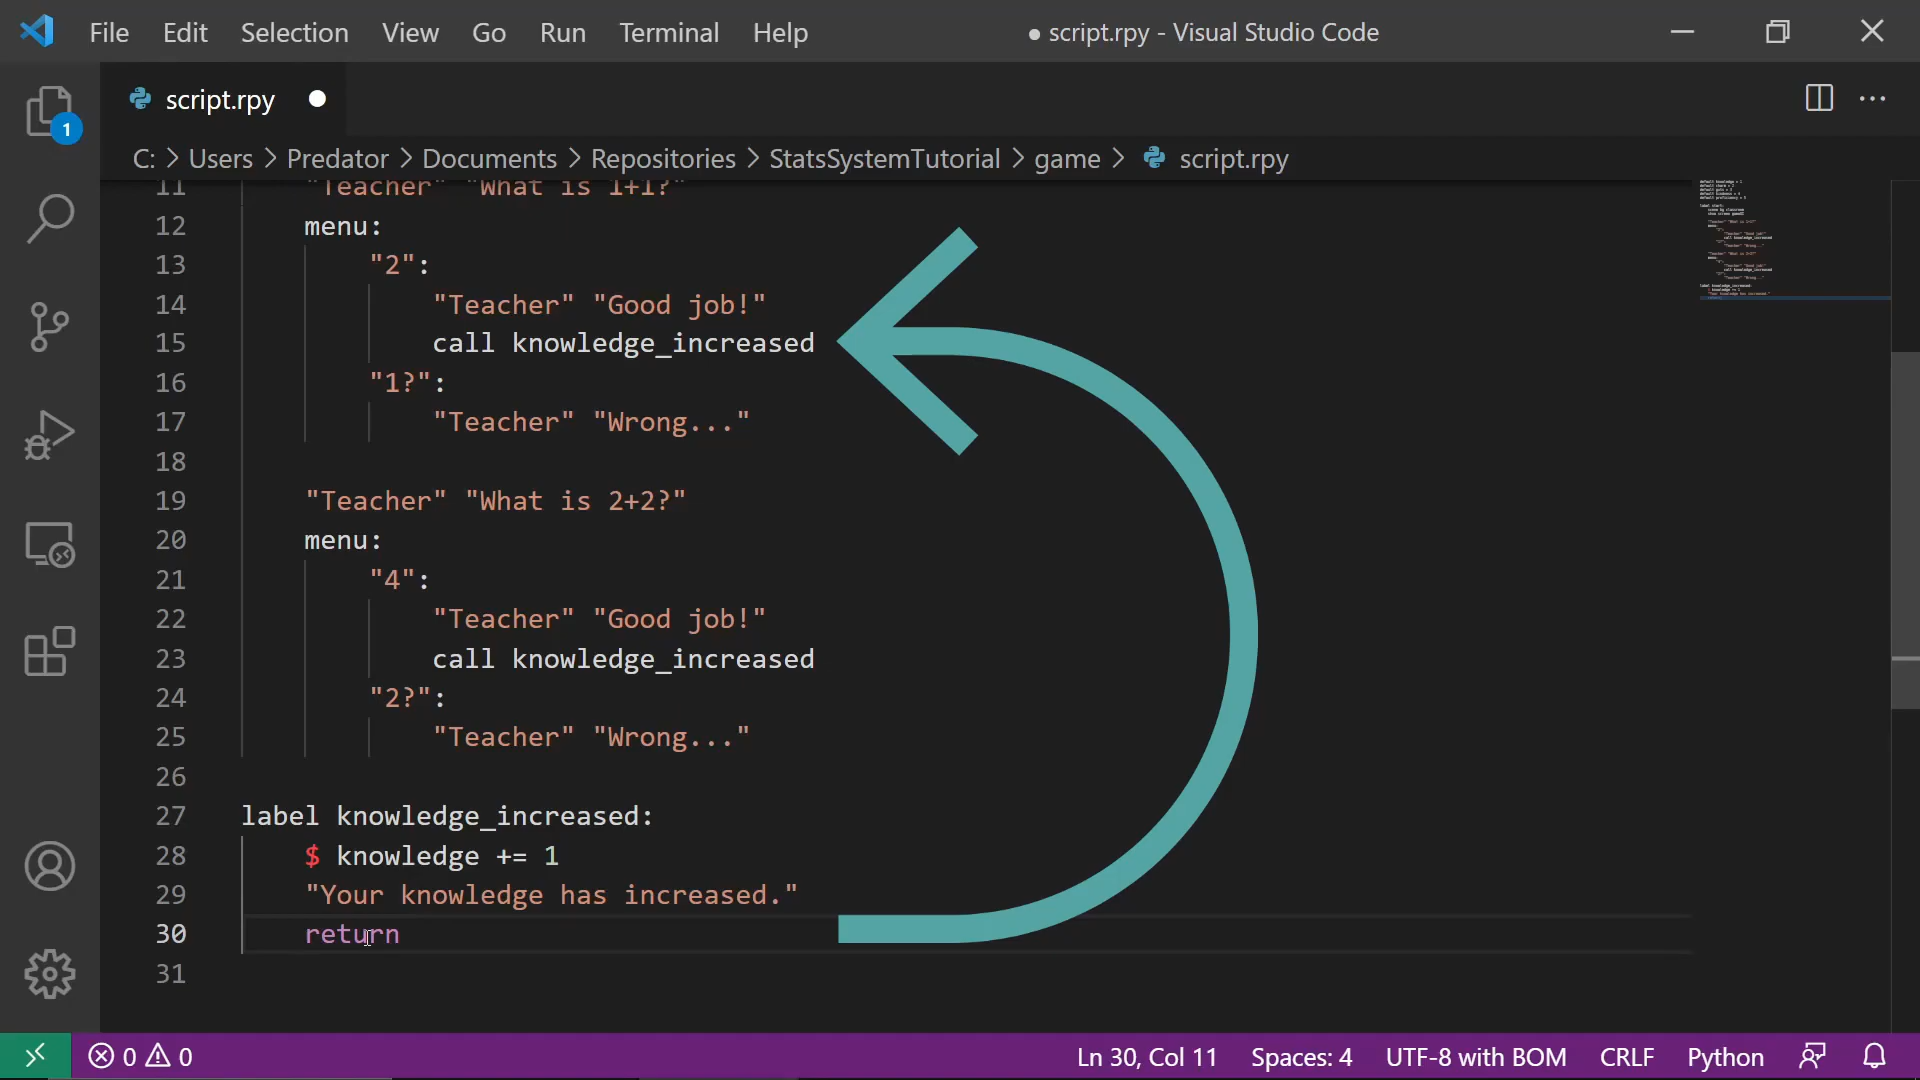 File Edit Selection View Go Run Terminal Help ● script.rpy - Visual Studio Code
script.rpy
1
C: > Users > Predator > Documents > Repositories > StatsSystemTutorial > game > script.rpy
11 "Teacher" "What is 1+1?"
12 menu:
13 "2":
14 "Teacher" "Good job!"
15 call knowledge_increased
16 "1?":
17 "Teacher" "Wrong..."
18
19 "Teacher" "What is 2+2?"
20 menu:
21 "4":
22 "Teacher" "Good job!"
23 call knowledge_increased
24 "2?":
25 "Teacher" "Wrong..."
26
27 label knowledge_increased:
28 $ knowledge += 1
29 "Your knowledge has increased."
30 return
31
0 0 Ln 30, Col 11 Spaces: 4 UTF-8 with BOM CRLF Python